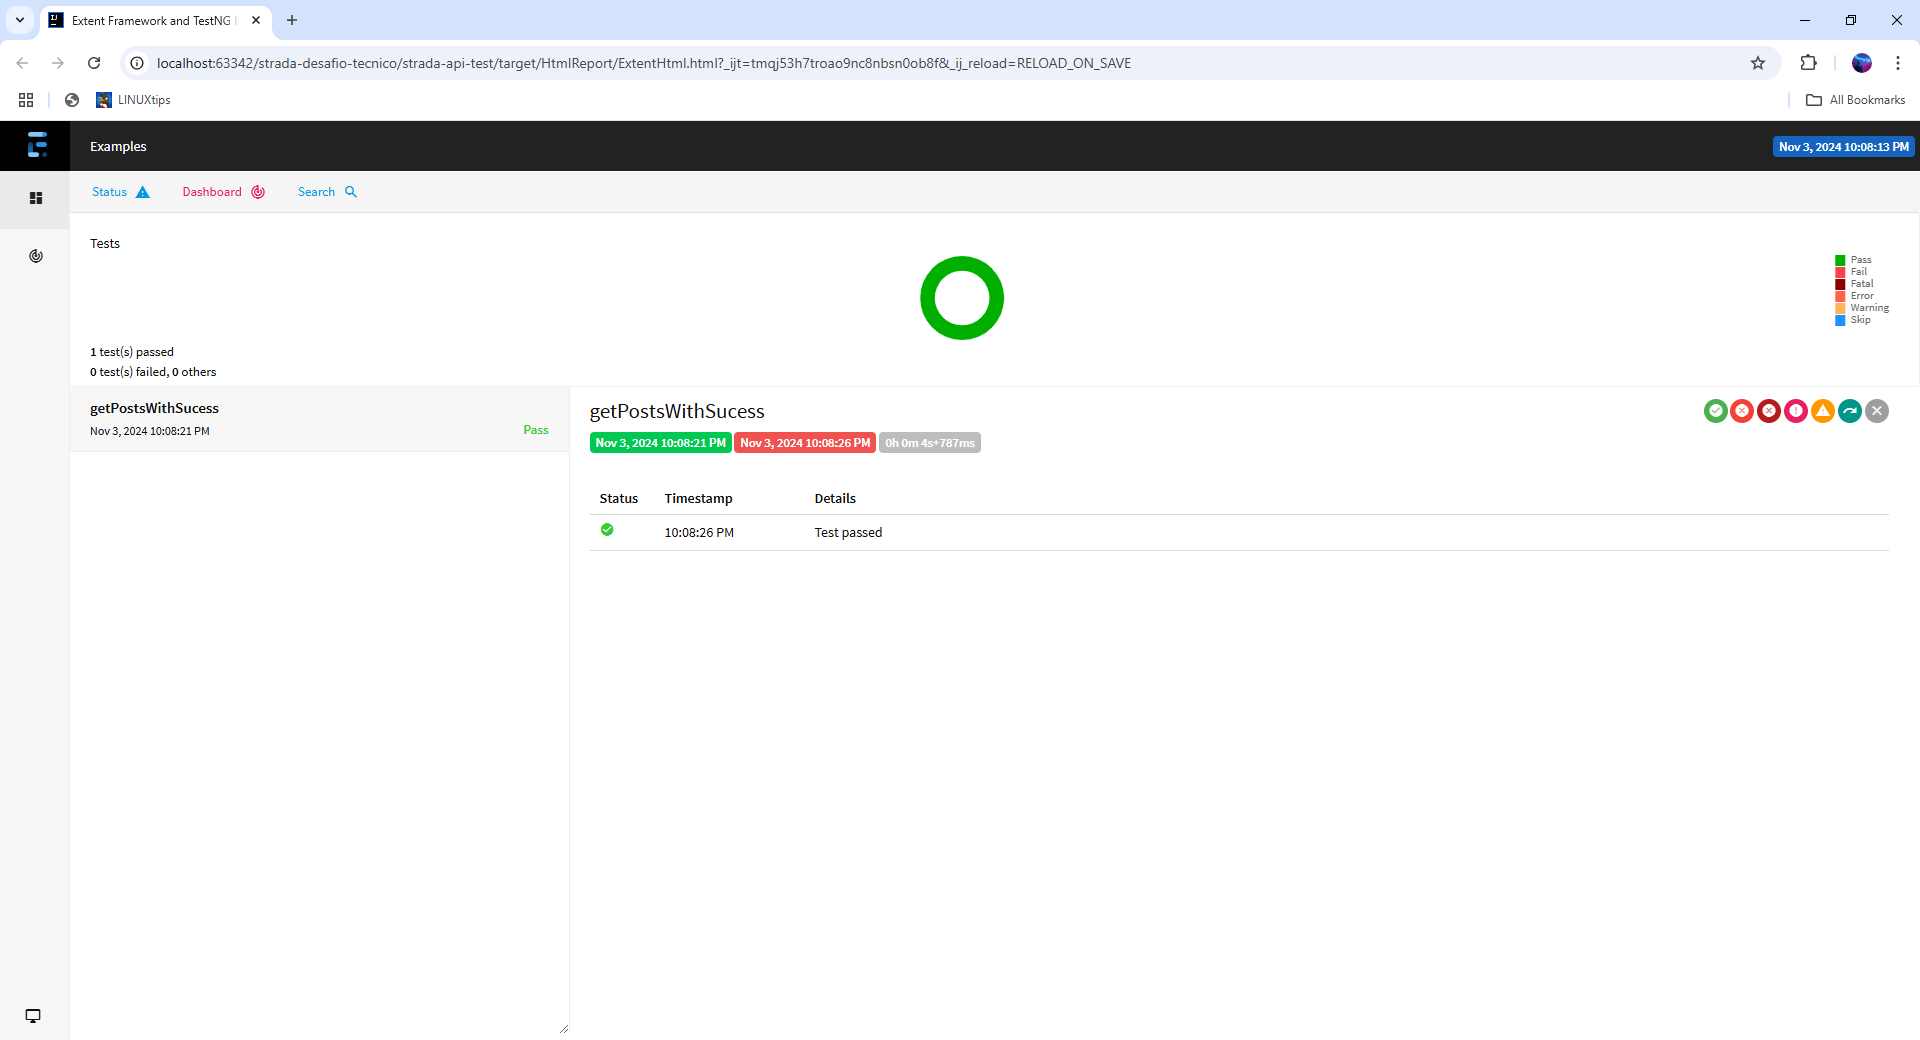 Extent Framework and TestNG
localhost:63342/strada-desafio-tecnico/strada-api-test/target/HtmlReport/ExtentHtml.html?_ijt=tmqj53h7troao9nc8nbsn0ob8f&_ij_reload=RELOAD_ON_SAVE
LINUXtips
All Bookmarks
Examples
Nov 3, 2024 10:08:13 PM
Status
Dashboard
Search
Tests
Pass
Fail
Fatal
Error
Warning
Skip
1 test(s) passed
0 test(s) failed, 0 others
getPostsWithSucess
Nov 3, 2024 10:08:21 PM
Pass
getPostsWithSucess
Nov 3, 2024 10:08:21 PM Nov 3, 2024 10:08:26 PM 0h 0m 4s+787ms
Status Timestamp Details
10:08:26 PM Test passed